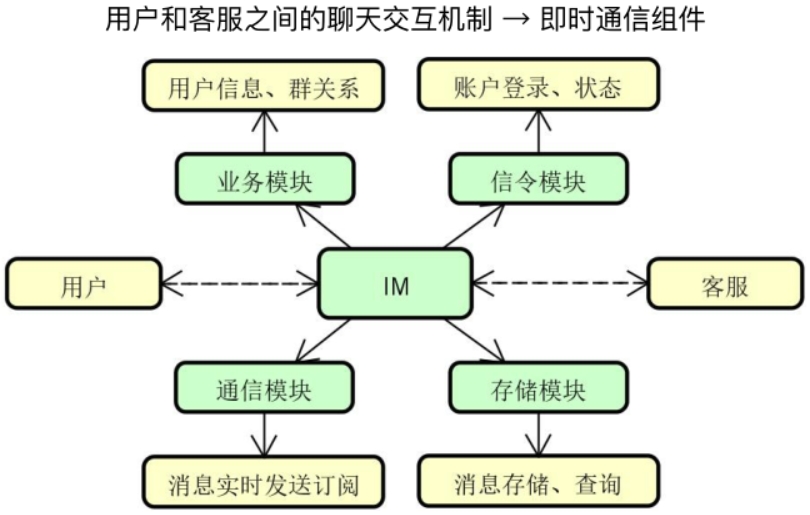 用户和客服之间的聊天交互机制 → 即时通信组件
用户信息、群关系
账户登录、状态
业务模块
信令模块
用户
IM
客服
通信模块
存储模块
消息实时发送订阅
消息存储、查询